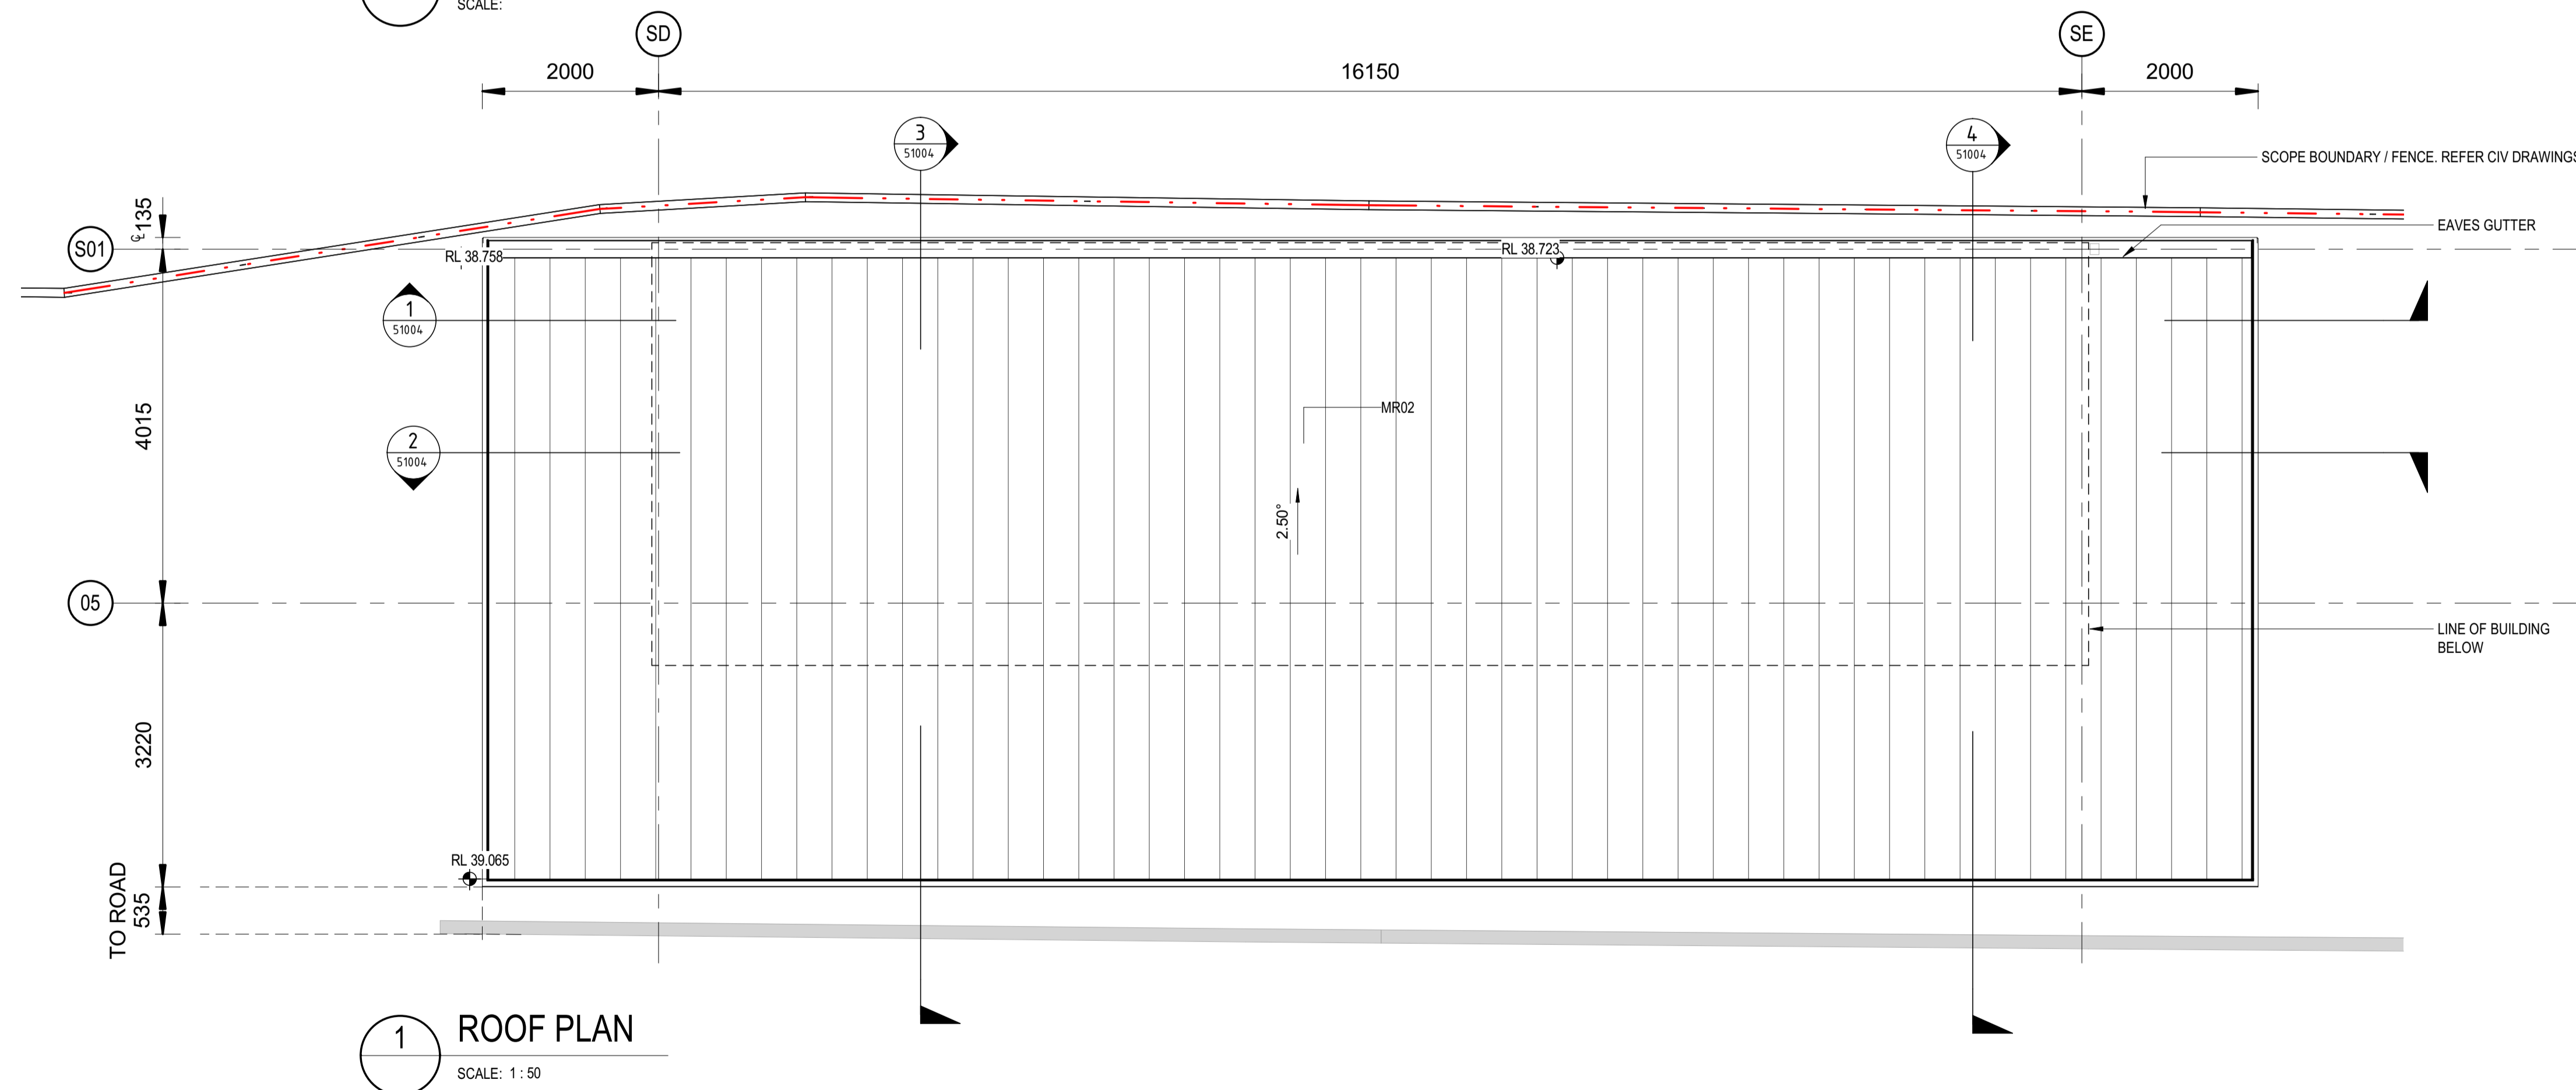 SCALE:
SD
SE
2000
16150
2000
3
51004
4
51004
SCOPE BOUNDARY / FENCE. REFER CIV DRAWINGS
℄ 135
S01
EAVES GUTTER
RL 38.758
RL 38.723
1
51004
4015
MR02
2
51004
2.50°
05
LINE OF BUILDING
BELOW
3220
RL 39.065
TO ROAD
535
1
ROOF PLAN
SCALE: 1 : 50